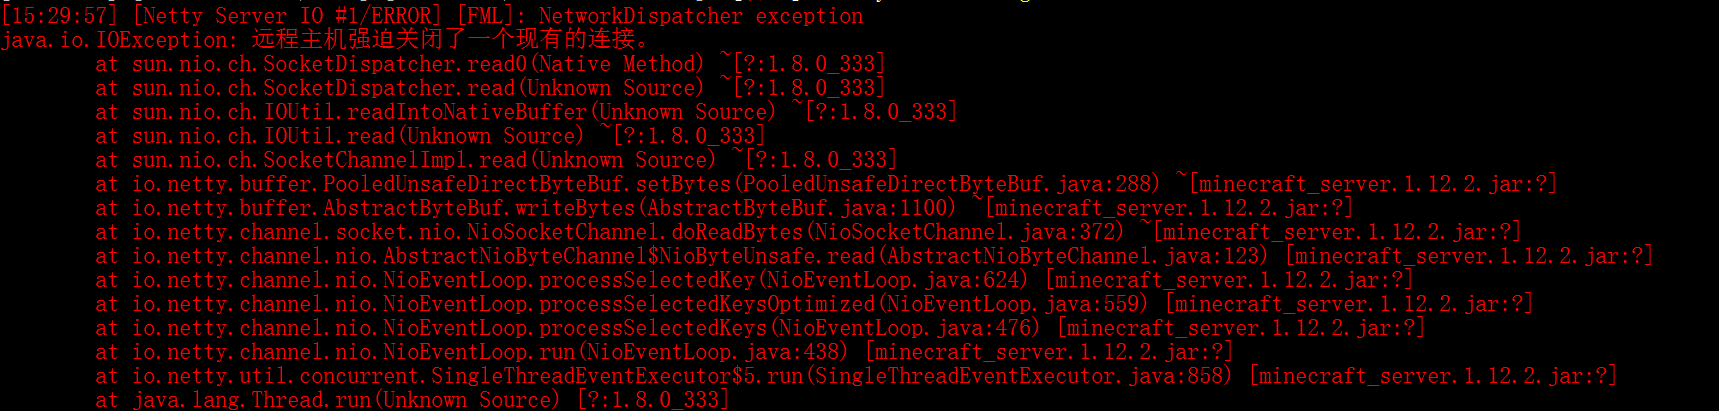 [15:29:57] [Netty Server IO #1/ERROR] [FML]: NetworkDispatcher exception
java.io.IOException: 远程主机强迫关闭了一个现有的连接。
at sun.nio.ch.SocketDispatcher.read0(Native Method) ~[?:1.8.0_333]
at sun.nio.ch.SocketDispatcher.read(Unknown Source) ~[?:1.8.0_333]
at sun.nio.ch.IOUtil.readIntoNativeBuffer(Unknown Source) ~[?:1.8.0_333]
at sun.nio.ch.IOUtil.read(Unknown Source) ~[?:1.8.0_333]
at sun.nio.ch.SocketChannelImpl.read(Unknown Source) ~[?:1.8.0_333]
at io.netty.buffer.PooledUnsafeDirectByteBuf.setBytes(PooledUnsafeDirectByteBuf.java:288) ~[minecraft_server.1.12.2.jar:?]
at io.netty.buffer.AbstractByteBuf.writeBytes(AbstractByteBuf.java:1100) ~[minecraft_server.1.12.2.jar:?]
at io.netty.channel.socket.nio.NioSocketChannel.doReadBytes(NioSocketChannel.java:372) ~[minecraft_server.1.12.2.jar:?]
at io.netty.channel.nio.AbstractNioByteChannel$NioByteUnsafe.read(AbstractNioByteChannel.java:123) [minecraft_server.1.12.2.jar:?]
at io.netty.channel.nio.NioEventLoop.processSelectedKey(NioEventLoop.java:624) [minecraft_server.1.12.2.jar:?]
at io.netty.channel.nio.NioEventLoop.processSelectedKeysOptimized(NioEventLoop.java:559) [minecraft_server.1.12.2.jar:?]
at io.netty.channel.nio.NioEventLoop.processSelectedKeys(NioEventLoop.java:476) [minecraft_server.1.12.2.jar:?]
at io.netty.channel.nio.NioEventLoop.run(NioEventLoop.java:438) [minecraft_server.1.12.2.jar:?]
at io.netty.util.concurrent.SingleThreadEventExecutor$5.run(SingleThreadEventExecutor.java:858) [minecraft_server.1.12.2.jar:?]
at java.lang.Thread.run(Unknown Source) [?:1.8.0_333]